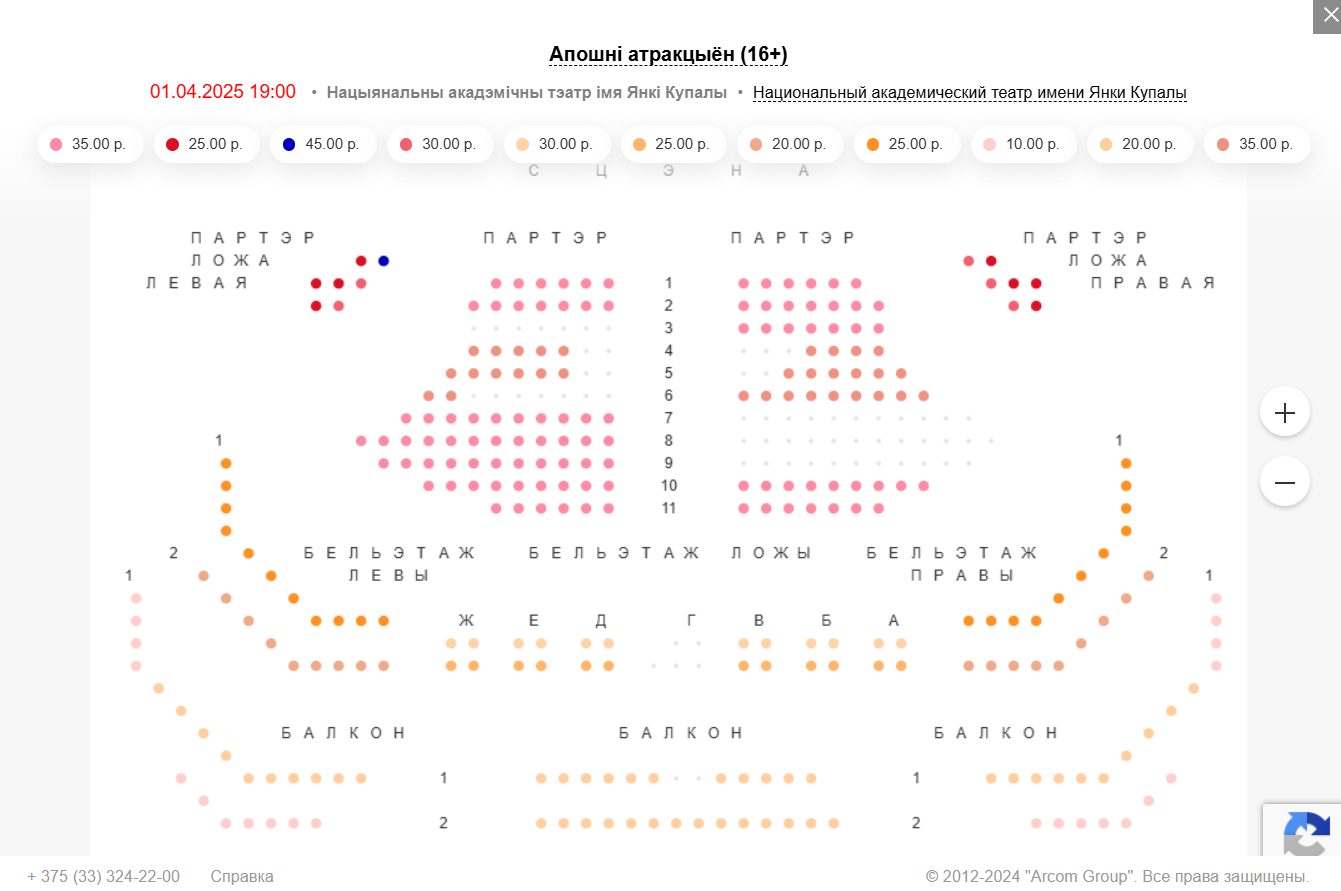 Апошні атракцыён (16+)
01.04.2025 19:00 • Нацыянальны акадэмічны тэатр імя Янкі Купалы • Национальный академический театр имени Янки Купалы
35.00 р. 25.00 р. 45.00 р. 30.00 р. 30.00 р. 25.00 р. 20.00 р. 25.00 р. 10.00 р. 20.00 р. 35.00 р.
С Ц Э Н А
П А Р Т Э Р П А Р Т Э Р П А Р Т Э Р П А Р Т Э Р
Л О Ж А Л О Ж А
Л Е В А Я 1 П Р А В А Я
2
3
4
5
6
7
1 8 1
9
10
11
2 Б Е Л Ь Э Т А Ж Б Е Л Ь Э Т А Ж Л О Ж Ы Б Е Л Ь Э Т А Ж 2
1 Л Е В Ы П Р А В Ы 1
Ж Е Д Г В Б А
Б А Л К О Н Б А Л К О Н Б А Л К О Н
1 1
2 2
+ 375 (33) 324-22-00 Справка © 2012-2024 "Arcom Group". Все права защищены.